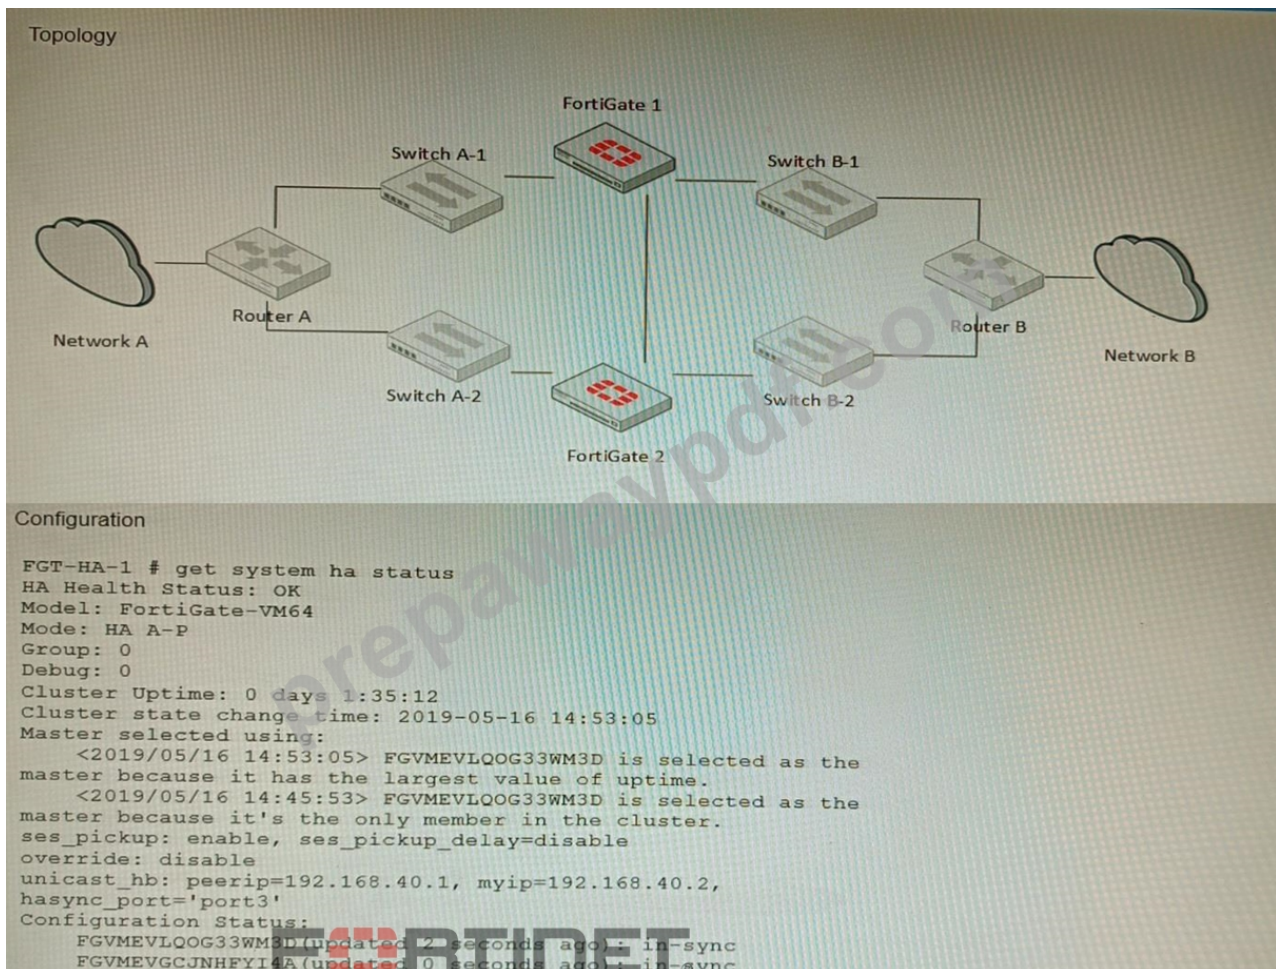 Topology
FortiGate 1
Switch A-1
Switch B-1
Router A
Router B
Network A
Network B
Switch A-2
Switch B-2
FortiGate 2
prepawaypdf.com
Configuration
FGT-HA-1 # get system ha status
HA Health Status: OK
Model: FortiGate-VM64
Mode: HA A-P
Group: 0
Debug: 0
Cluster Uptime: 0 days 1:35:12
Cluster state change time: 2019-05-16 14:53:05
Master selected using:
<2019/05/16 14:53:05> FGVMEVLQOG33WM3D is selected as the
master because it has the largest value of uptime.
<2019/05/16 14:45:53> FGVMEVLQOG33WM3D is selected as the
master because it's the only member in the cluster.
ses_pickup: enable, ses_pickup_delay=disable
override: disable
unicast_hb: peerip=192.168.40.1, myip=192.168.40.2,
hasync_port='port3'
Configuration Status:
FGVMEVLQOG33WM3D(updated 2 seconds ago): in-sync
FGVMEVGCJNHFYI4A(updated 0 seconds ago): in-sync
FORTINET